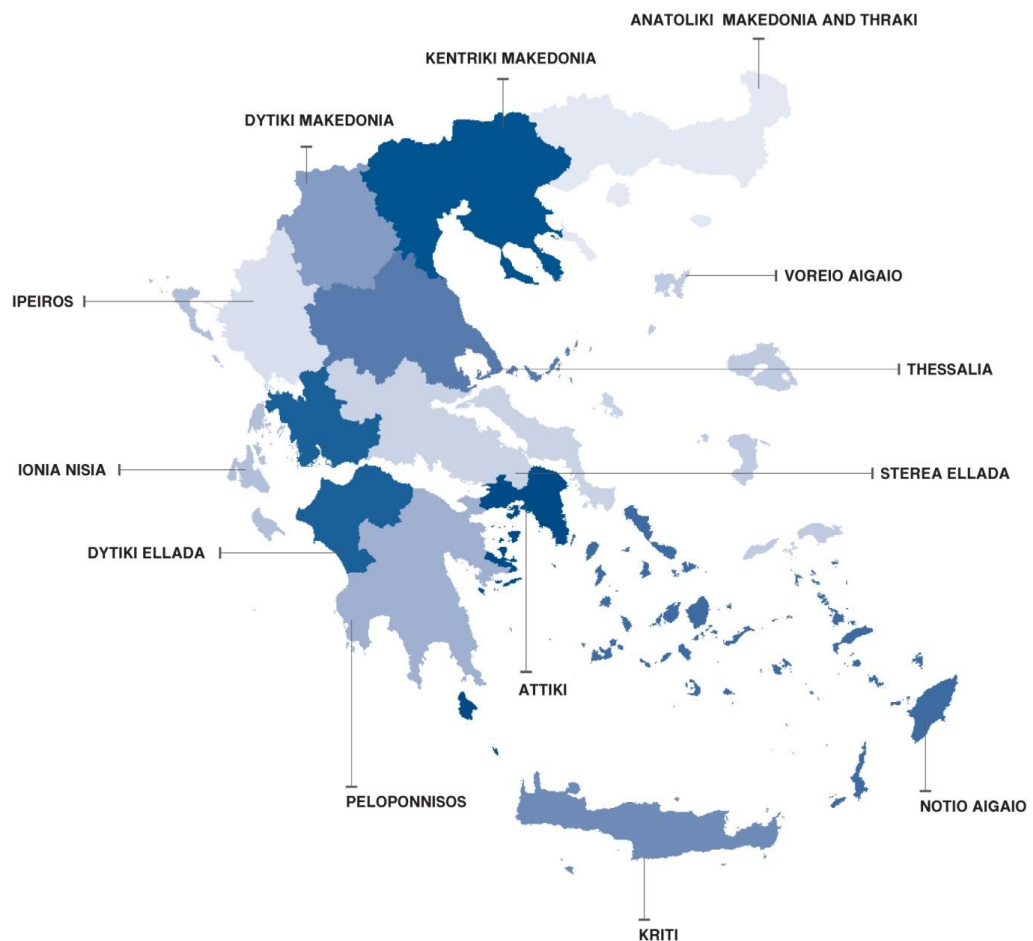 ANATOLIKI MAKEDONIA AND THRAKI
KENTRIKI MAKEDONIA
DYTIKI MAKEDONIA
VOREIO AIGAIO
IPEIROS
THESSALIA
IONIA NISIA
STEREA ELLADA
DYTIKI ELLADA
ATTIKI
PELOPONNISOS
NOTIO AIGAIO
KRITI